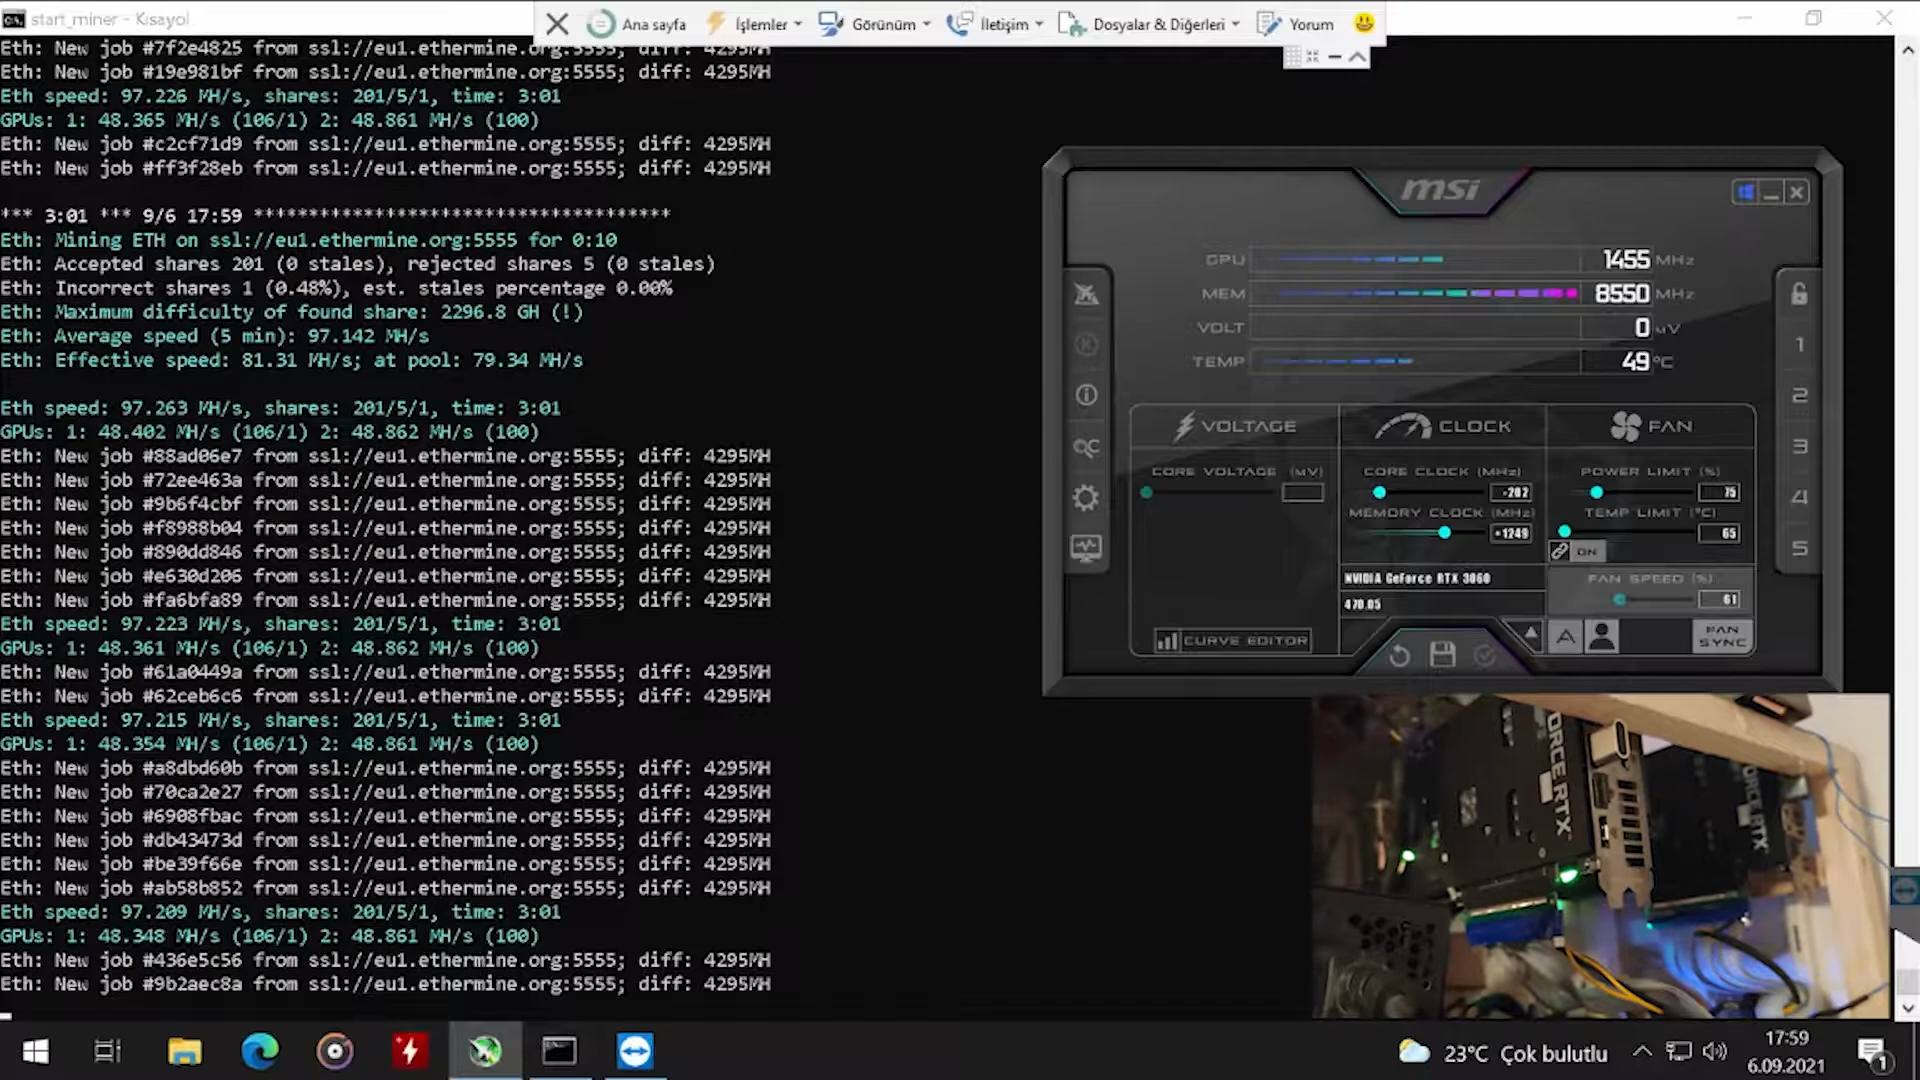 start_miner - Kısayol
Ana sayfa
İşlemler
Görünüm
İletişim
Dosyalar & Diğerleri
Yorum
Eth: New job #7f2e4825 from ssl://eu1.ethermine.org:5555; diff: 4295MH
Eth: New job #19e981bf from ssl://eu1.ethermine.org:5555; diff: 4295MH
Eth speed: 97.226 MH/s, shares: 201/5/1, time: 3:01
GPUs: 1: 48.365 MH/s (106/1) 2: 48.861 MH/s (100)
Eth: New job #c2cf71d9 from ssl://eu1.ethermine.org:5555; diff: 4295MH
Eth: New job #ff3f28eb from ssl://eu1.ethermine.org:5555; diff: 4295MH
*** 3:01 *** 9/6 17:59 **************************************
Eth: Mining ETH on ssl://eu1.ethermine.org:5555 for 0:10
Eth: Accepted shares 201 (0 stales), rejected shares 5 (0 stales)
Eth: Incorrect shares 1 (0.48%), est. stales percentage 0.00%
Eth: Maximum difficulty of found share: 2296.8 GH (!)
Eth: Average speed (5 min): 97.142 MH/s
Eth: Effective speed: 81.31 MH/s; at pool: 79.34 MH/s
Eth speed: 97.263 MH/s, shares: 201/5/1, time: 3:01
GPUs: 1: 48.402 MH/s (106/1) 2: 48.862 MH/s (100)
Eth: New job #88ad06e7 from ssl://eu1.ethermine.org:5555; diff: 4295MH
Eth: New job #72ee463a from ssl://eu1.ethermine.org:5555; diff: 4295MH
Eth: New job #9b6f4cbf from ssl://eu1.ethermine.org:5555; diff: 4295MH
Eth: New job #f8988b04 from ssl://eu1.ethermine.org:5555; diff: 4295MH
Eth: New job #890dd846 from ssl://eu1.ethermine.org:5555; diff: 4295MH
Eth: New job #e630d206 from ssl://eu1.ethermine.org:5555; diff: 4295MH
Eth: New job #fa6bfa89 from ssl://eu1.ethermine.org:5555; diff: 4295MH
Eth speed: 97.223 MH/s, shares: 201/5/1, time: 3:01
GPUs: 1: 48.361 MH/s (106/1) 2: 48.862 MH/s (100)
Eth: New job #61a0449a from ssl://eu1.ethermine.org:5555; diff: 4295MH
Eth: New job #62ceb6c6 from ssl://eu1.ethermine.org:5555; diff: 4295MH
Eth speed: 97.215 MH/s, shares: 201/5/1, time: 3:01
GPUs: 1: 48.354 MH/s (106/1) 2: 48.861 MH/s (100)
Eth: New job #a8dbd60b from ssl://eu1.ethermine.org:5555; diff: 4295MH
Eth: New job #70ca2e27 from ssl://eu1.ethermine.org:5555; diff: 4295MH
Eth: New job #6908fbac from ssl://eu1.ethermine.org:5555; diff: 4295MH
Eth: New job #db43473d from ssl://eu1.ethermine.org:5555; diff: 4295MH
Eth: New job #be39f66e from ssl://eu1.ethermine.org:5555; diff: 4295MH
Eth: New job #ab58b852 from ssl://eu1.ethermine.org:5555; diff: 4295MH
Eth speed: 97.209 MH/s, shares: 201/5/1, time: 3:01
GPUs: 1: 48.348 MH/s (106/1) 2: 48.861 MH/s (100)
Eth: New job #436e5c56 from ssl://eu1.ethermine.org:5555; diff: 4295MH
Eth: New job #9b2aec8a from ssl://eu1.ethermine.org:5555; diff: 4295MH
msi
GPU 1455 MHz
MEM 8550 MHz
VOLT 0 MV
TEMP 49 °C
1
2
3
4
5
VOLTAGE
CORE VOLTAGE (MV)
CURVE EDITOR
CLOCK
CORE CLOCK (MHz)
-202
MEMORY CLOCK (MHz)
+1249
NVIDIA GeForce RTX 3060
470.05
FAN
POWER LIMIT (%)
75
TEMP LIMIT (°C)
65
ON
FAN SPEED (%)
61
A
FAN SYNC
FORCE RTX
FORCE RTX
23°C Çok bulutlu
17:59
6.09.2021
1